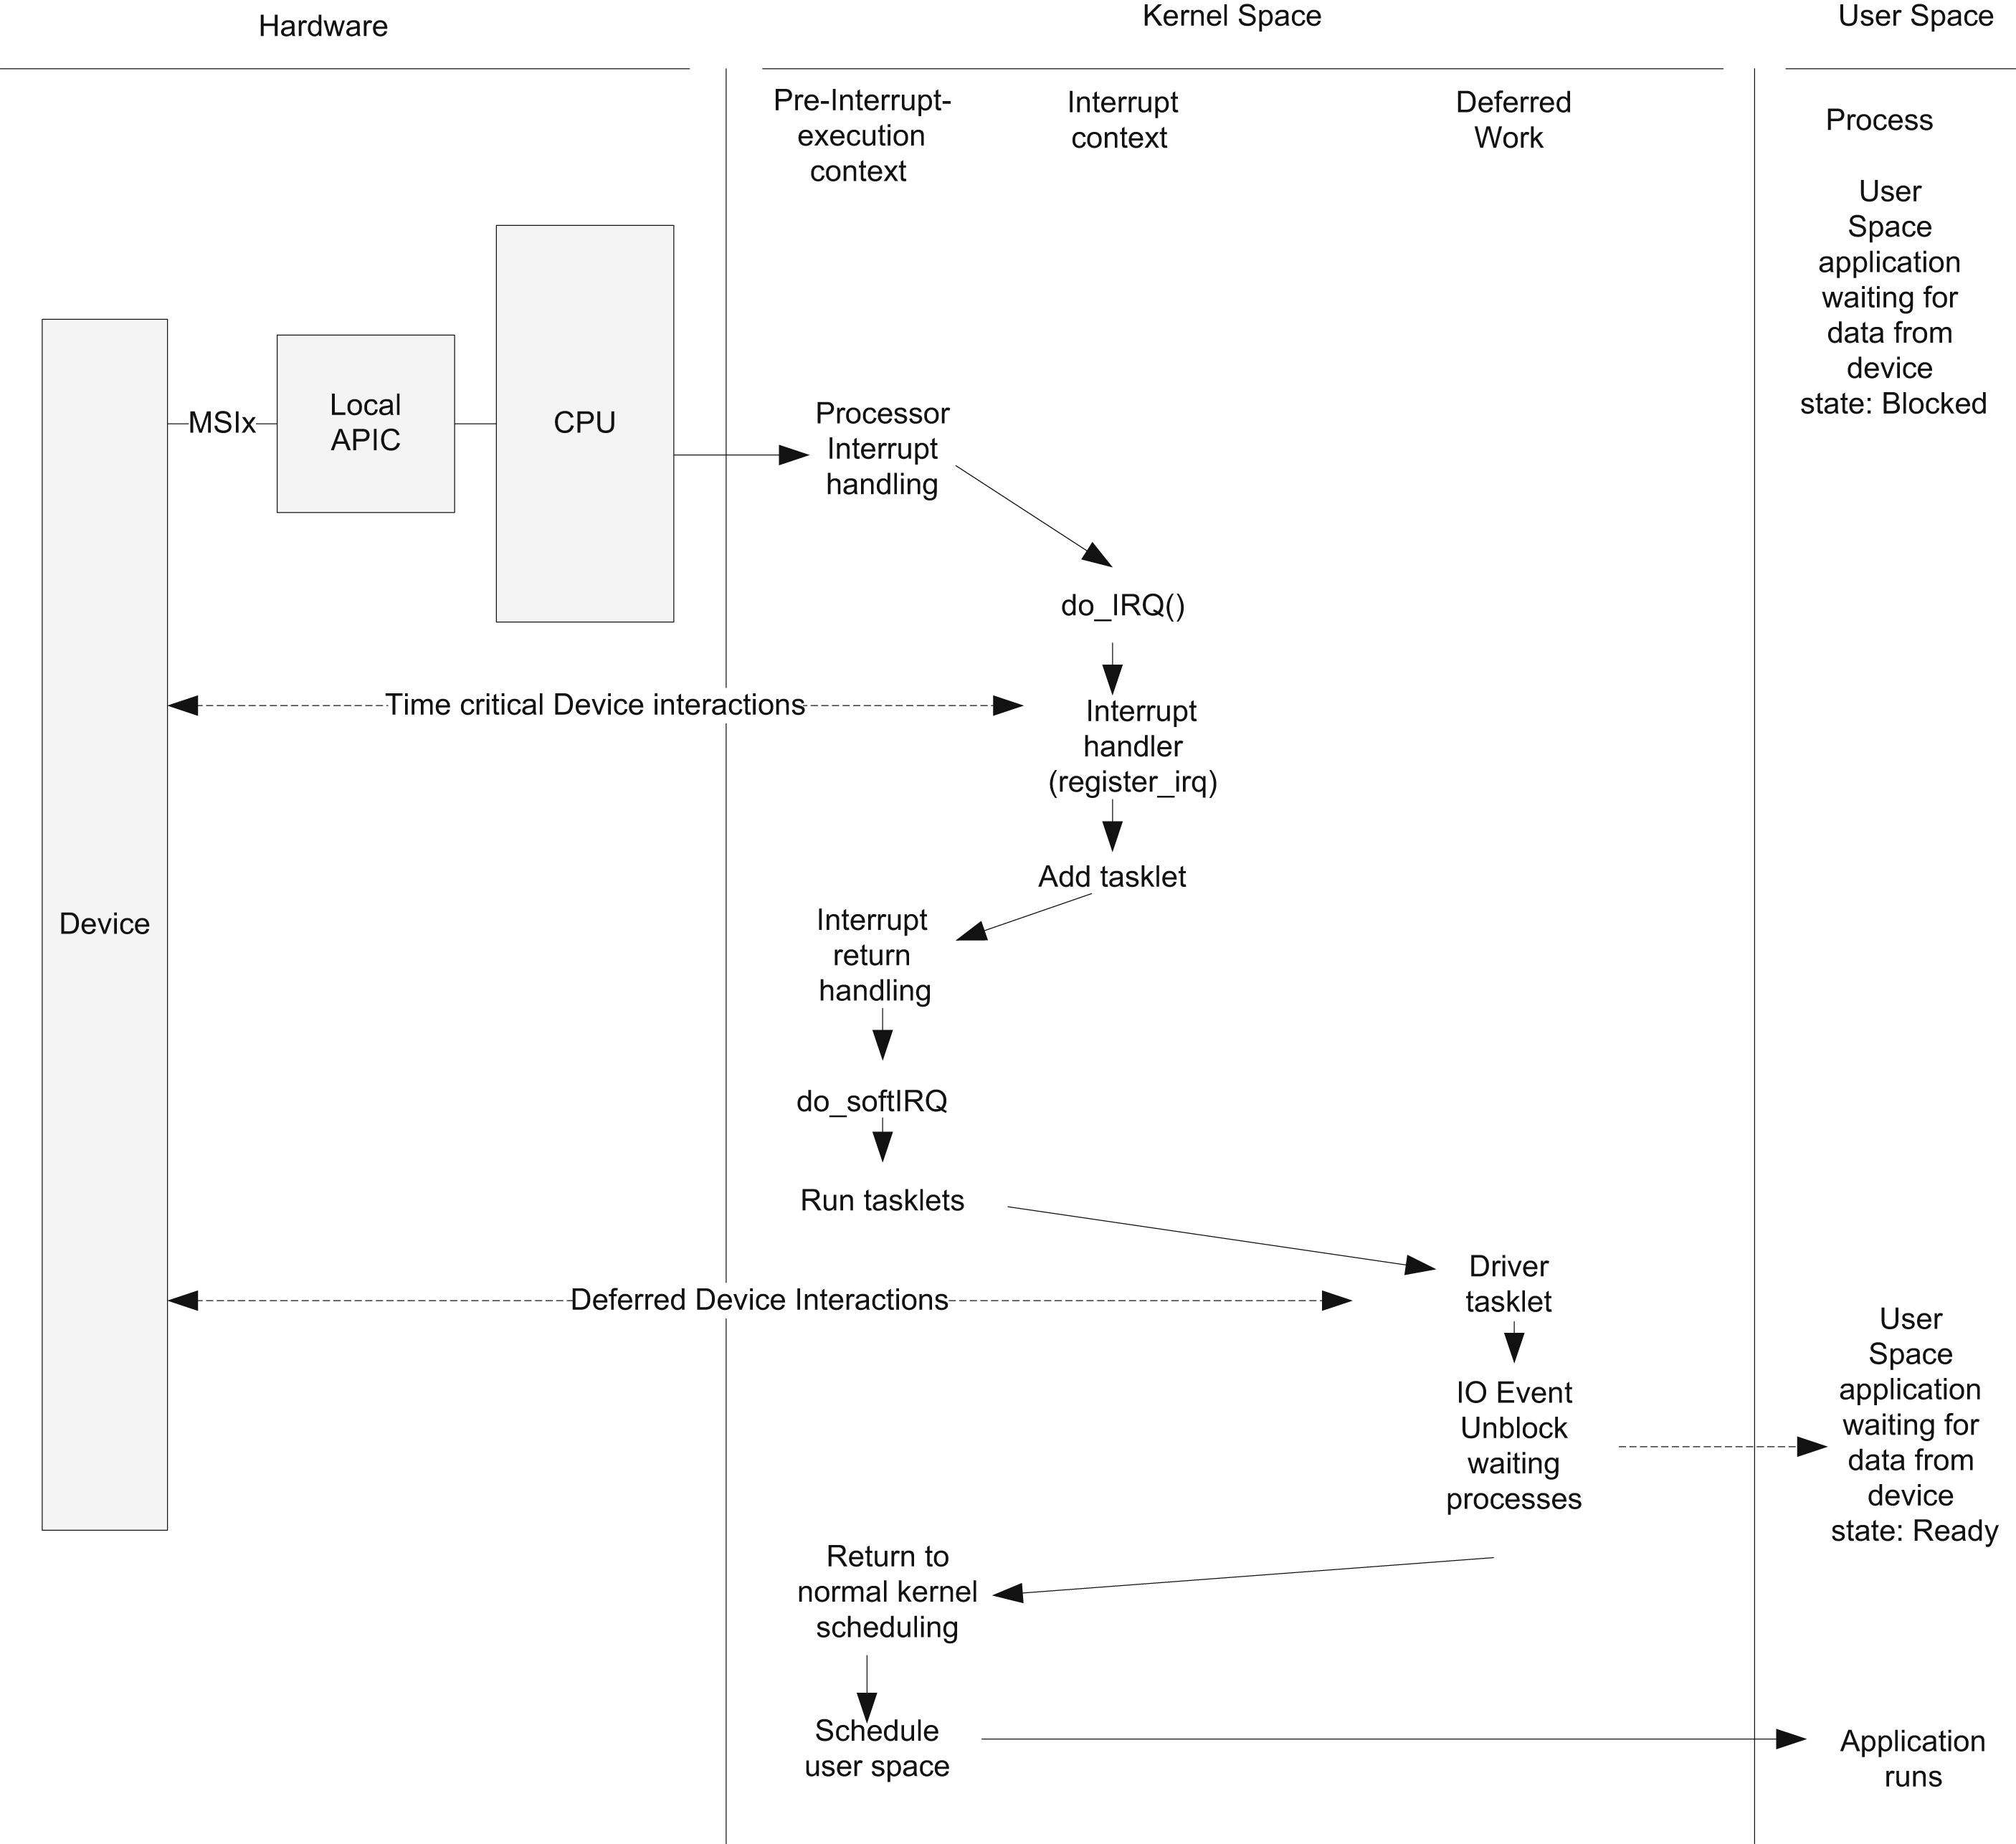 Hardware
Kernel Space
User Space
Pre-Interrupt-
execution
context
Interrupt
context
Deferred
Work
Process
User
Space
application
waiting for
data from
device
state: Blocked
MSIx
Local
APIC
CPU
Processor
Interrupt
handling
do_IRQ()
Time critical Device interactions
Interrupt
handler
(register_irq)
Add tasklet
Device
Interrupt
return
handling
do_softIRQ
Run tasklets
Deferred Device Interactions
Driver
tasklet
IO Event
Unblock
waiting
processes
User
Space
application
waiting for
data from
device
state: Ready
Return to
normal kernel
scheduling
Schedule
user space
Application
runs